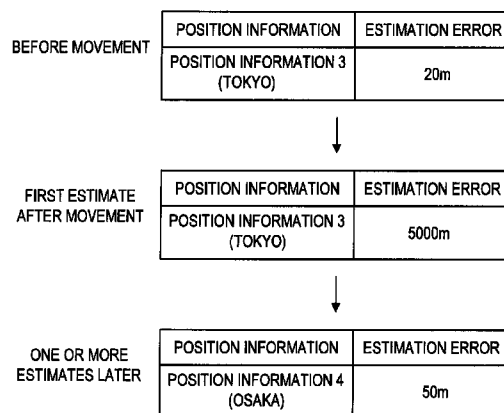 BEFORE MOVEMENT
POSITION INFORMATION ESTIMATION ERROR
POSITION INFORMATION 3
(TOKYO)
20m
FIRST ESTIMATE
AFTER MOVEMENT
POSITION INFORMATION ESTIMATION ERROR
POSITION INFORMATION 3
(TOKYO)
5000m
ONE OR MORE
ESTIMATES LATER
POSITION INFORMATION ESTIMATION ERROR
POSITION INFORMATION 4
(OSAKA)
50m